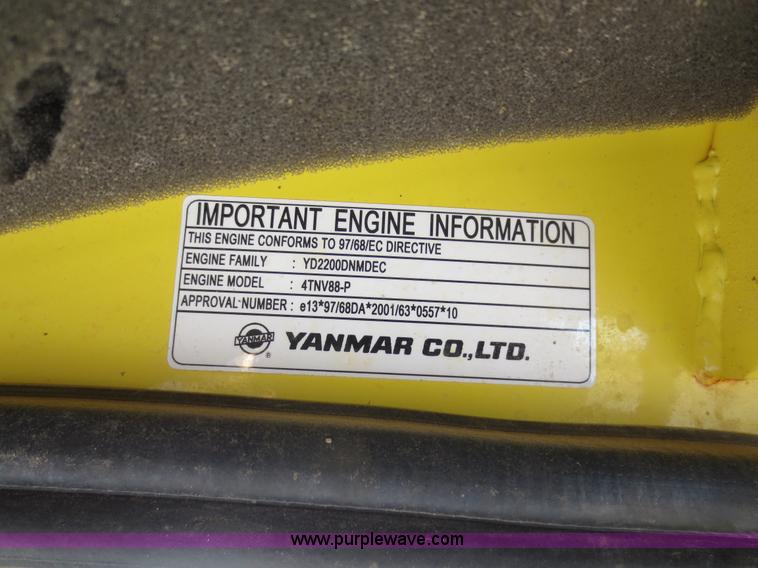 IMPORTANT ENGINE INFORMATION
THIS ENGINE CONFORMS TO 97/68/EC DIRECTIVE
ENGINE FAMILY : YD2200DNMDEC
ENGINE MODEL : 4TNV88-P
APPROVAL NUMBER : e13*97/68DA*2001/63*0557*10
YANMAR ® YANMAR CO.,LTD.
www.purplewave.com